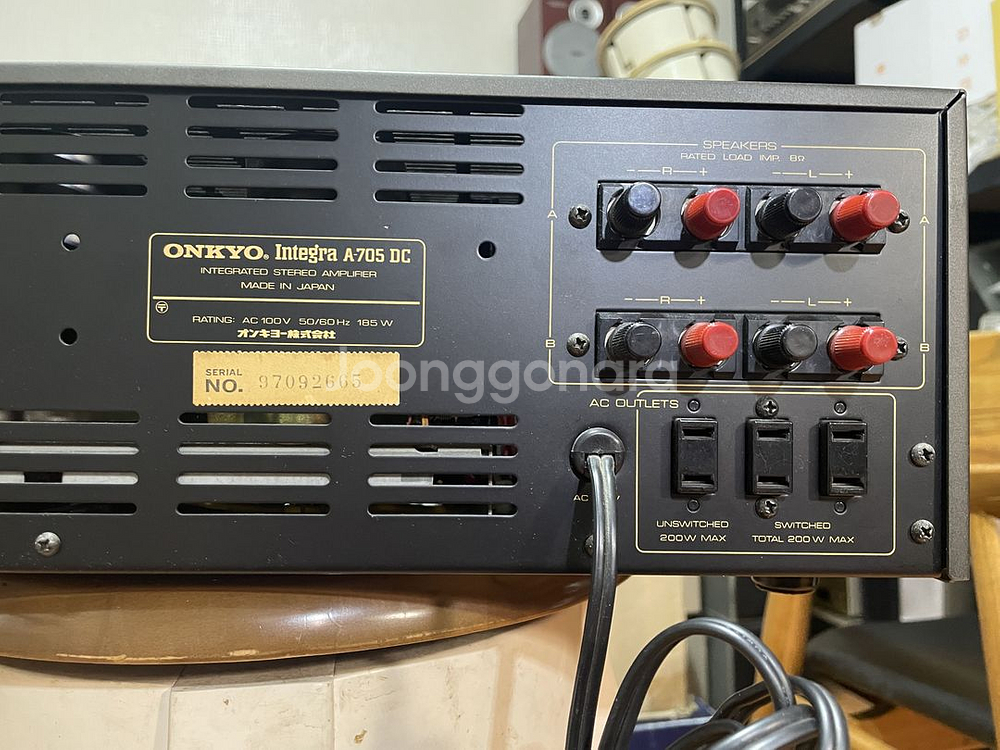 SPEAKERS
RATED LOAD IMP. 8Ω
− R + − L +
A A
− R + − L +
B B
ONKYO. Integra A-705 DC
INTEGRATED STEREO AMPLIFIER
MADE IN JAPAN
〒
RATING: AC 100V 50/60Hz 185W
オンキヨー株式会社
SERIAL
NO. 97092665
joonggonara
AC OUTLETS
UNSWITCHED
200W MAX
SWITCHED
TOTAL 200W MAX